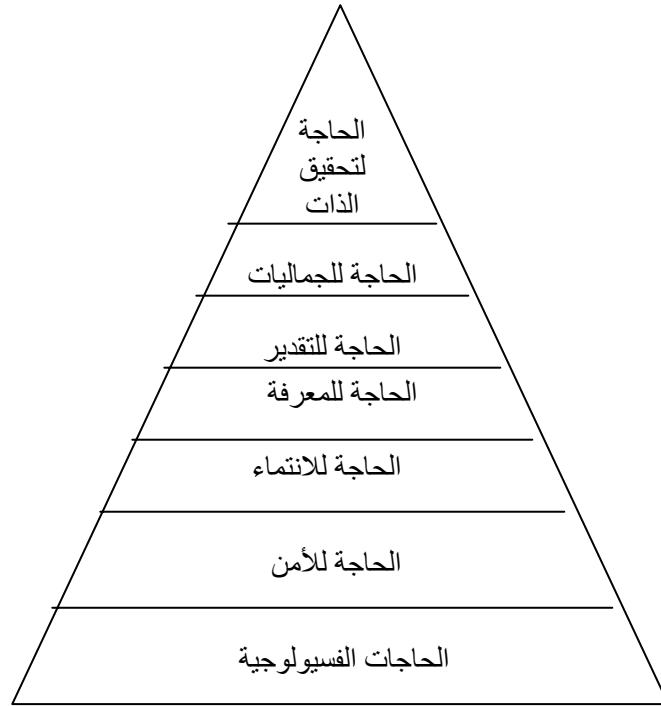 الحاجة
لتحقيق
الذات
الحاجة للجماليات
الحاجة للتقدير
الحاجة للمعرفة
الحاجة للانتماء
الحاجة للأمن
الحاجات الفسيولوجية